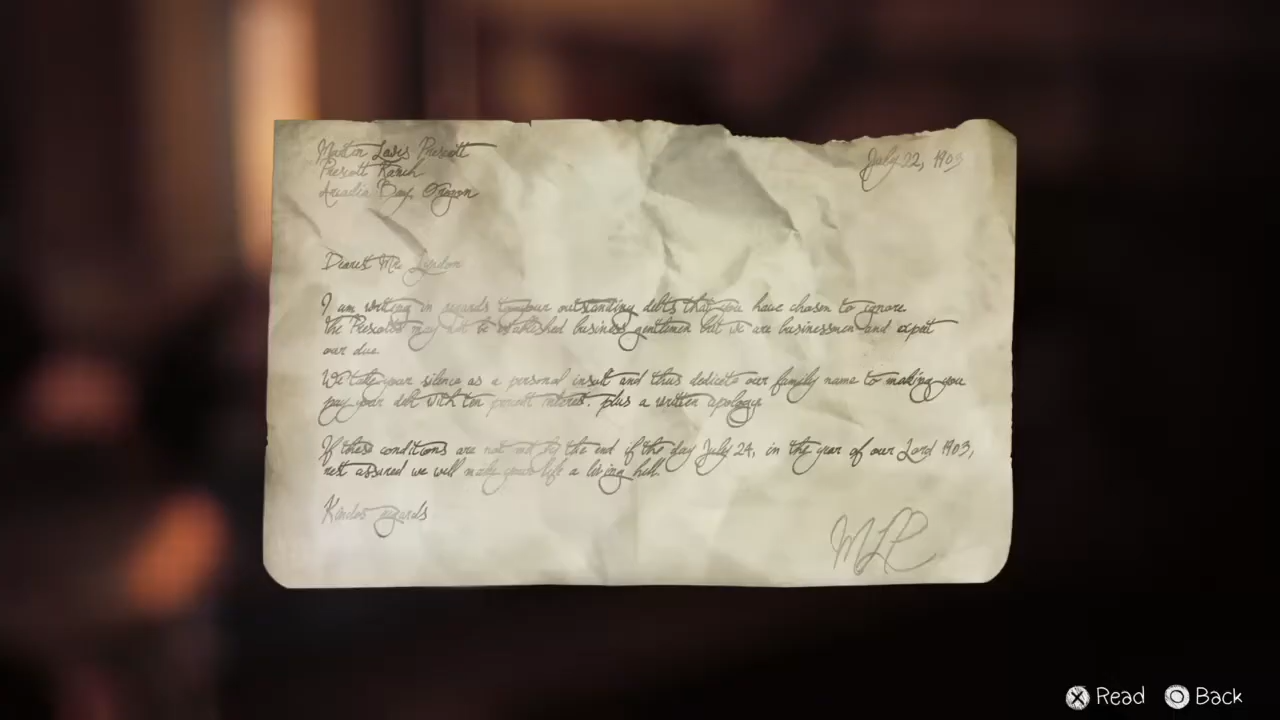 Martin Lewis Prescott
July 22, 1903
Prescott Ranch
Arcadia Bay, Oregon
Dearest Mr. Lyndon
I am writing in regards to your outstanding debts that you have chosen to ignore.
The Prescotts may not be established business gentlemen but we are businessmen and expect
our due.
We take your silence as a personal insult and thus dedicate our family name to making you
pay your debt with ten percent interest. plus a written apology.
If these conditions are not met by the end if the day July 24, in the year of our Lord 1903,
rest assured we will make your life a living hell.
Kindest regards
MLP
Read
Back